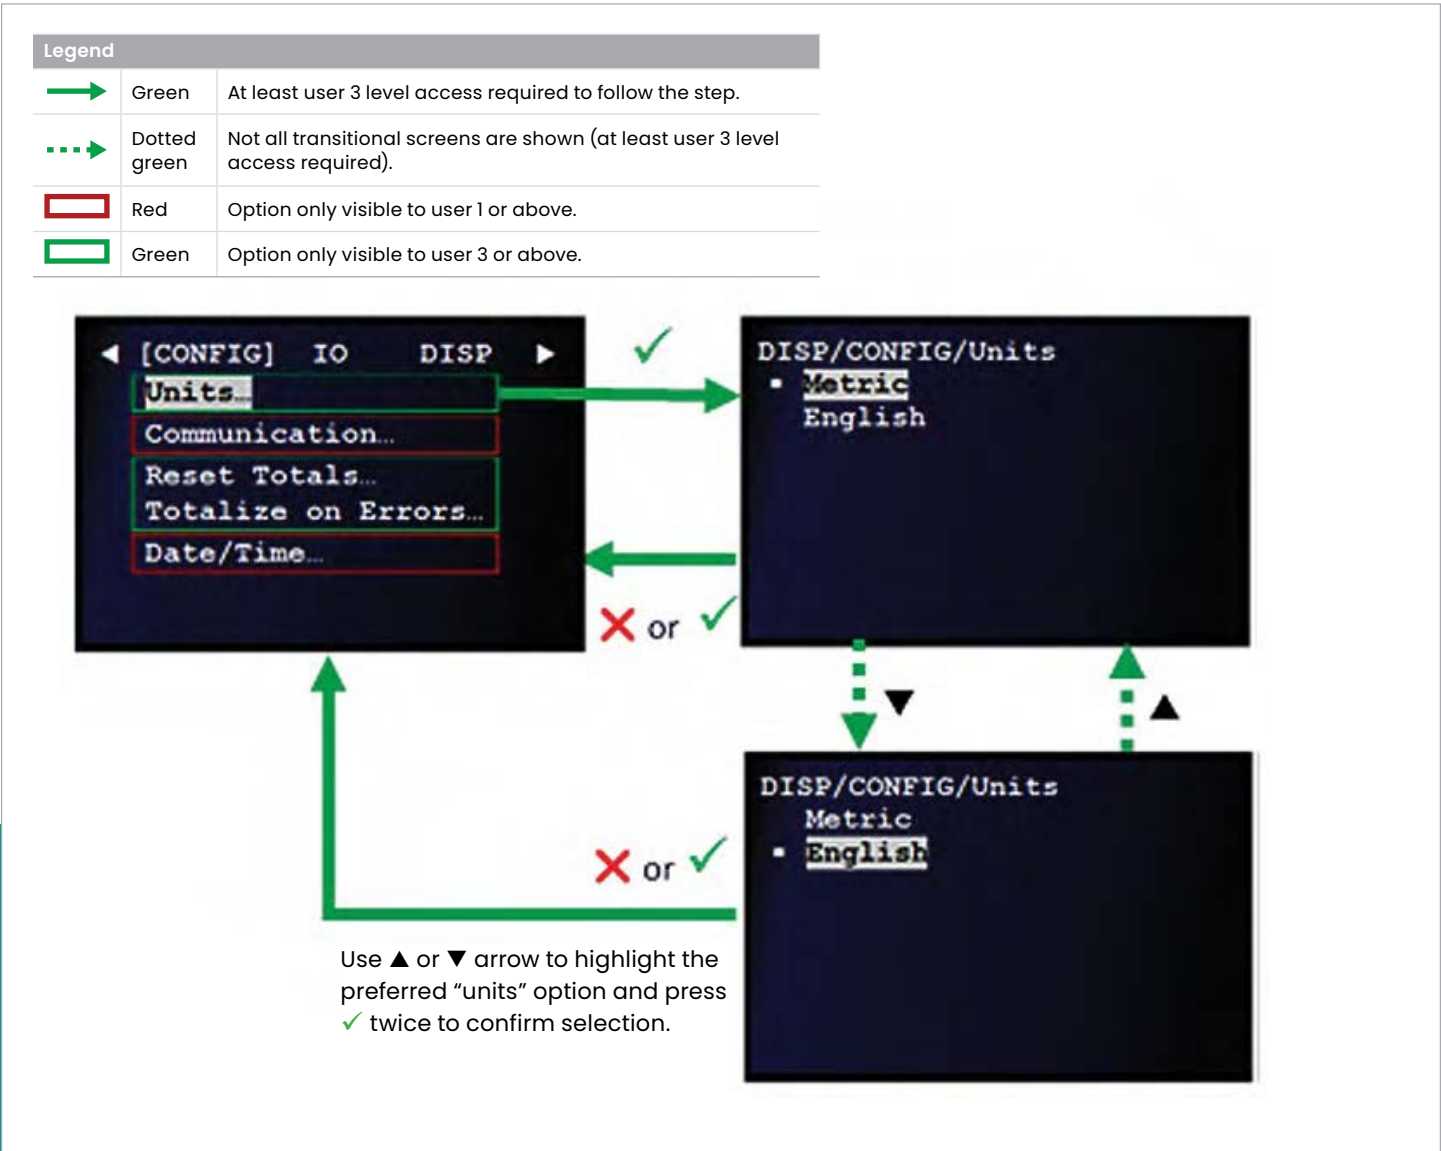 Legend
Green At least user 3 level access required to follow the step.
Dotted green Not all transitional screens are shown (at least user 3 level access required).
Red Option only visible to user 1 or above.
Green Option only visible to user 3 or above.
◀ [CONFIG] IO DISP ▶
Units…
Communication…
Reset Totals…
Totalize on Errors…
Date/Time…
✓
DISP/CONFIG/Units
▪ Metric
English
✗ or ✓
▼
▲
DISP/CONFIG/Units
Metric
▪ English
✗ or ✓
Use ▲ or ▼ arrow to highlight the
preferred “units” option and press
✓ twice to confirm selection.